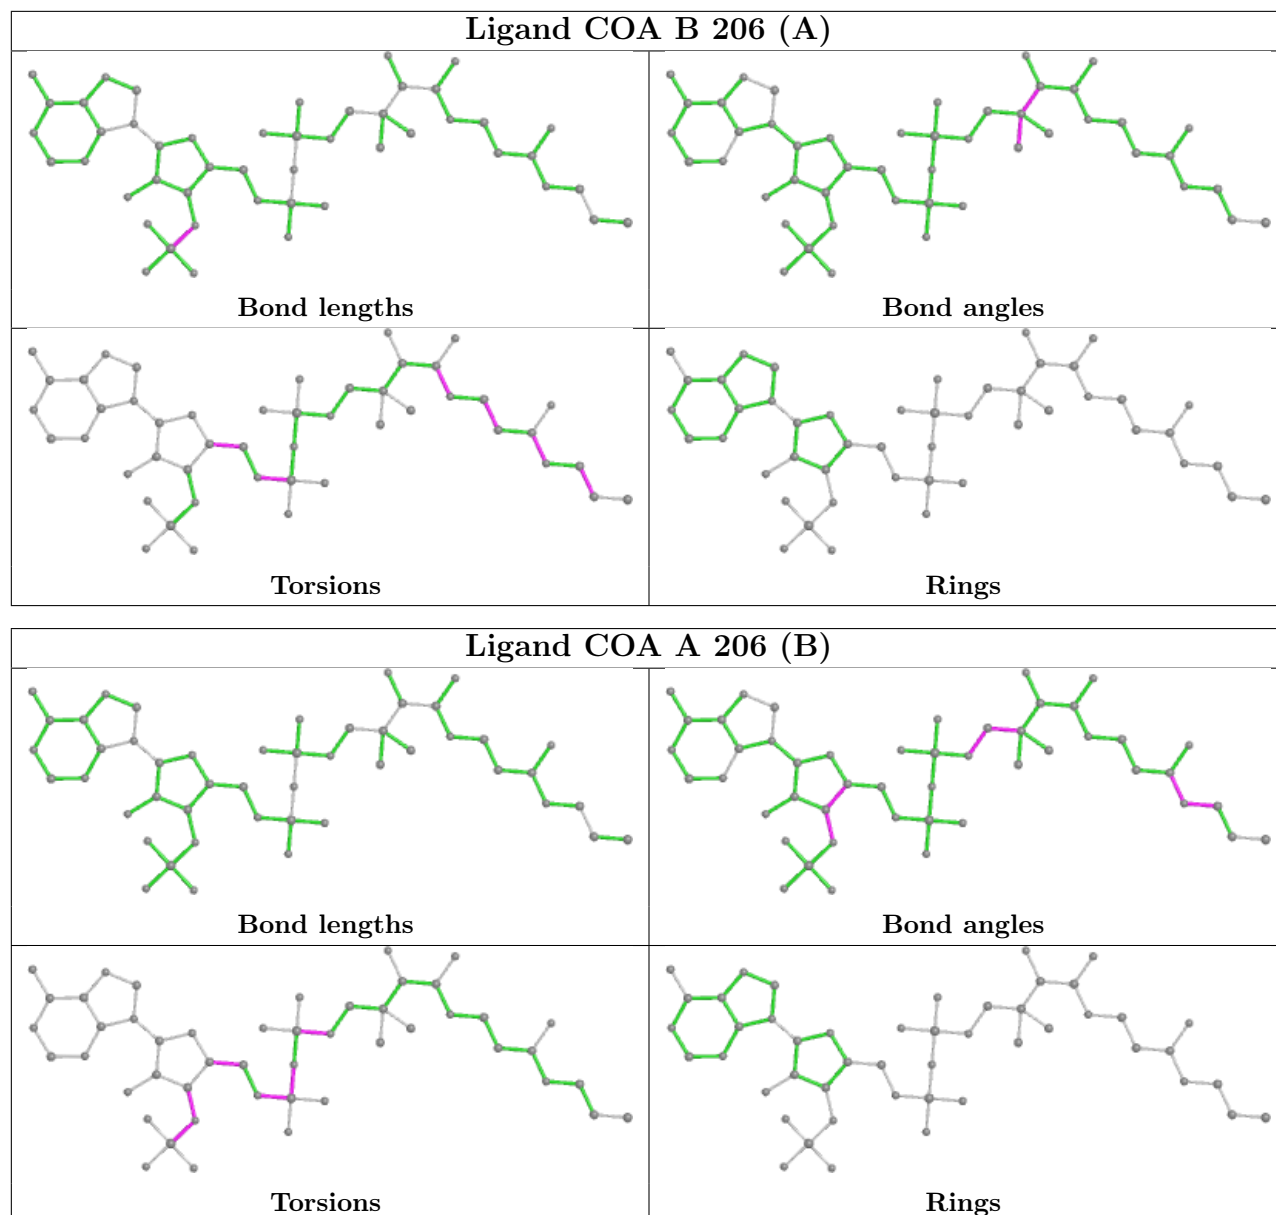 Ligand COA B 206 (A)
Bond lengths
Bond angles
Torsions
Rings
Ligand COA A 206 (B)
Bond lengths
Bond angles
Torsions
Rings